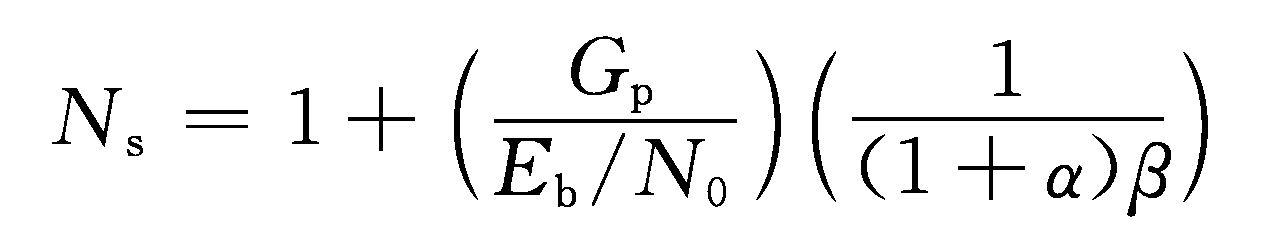 N_s = 1 + (G_p / (E_b/N_0)) (1 / ((1 + α)β))